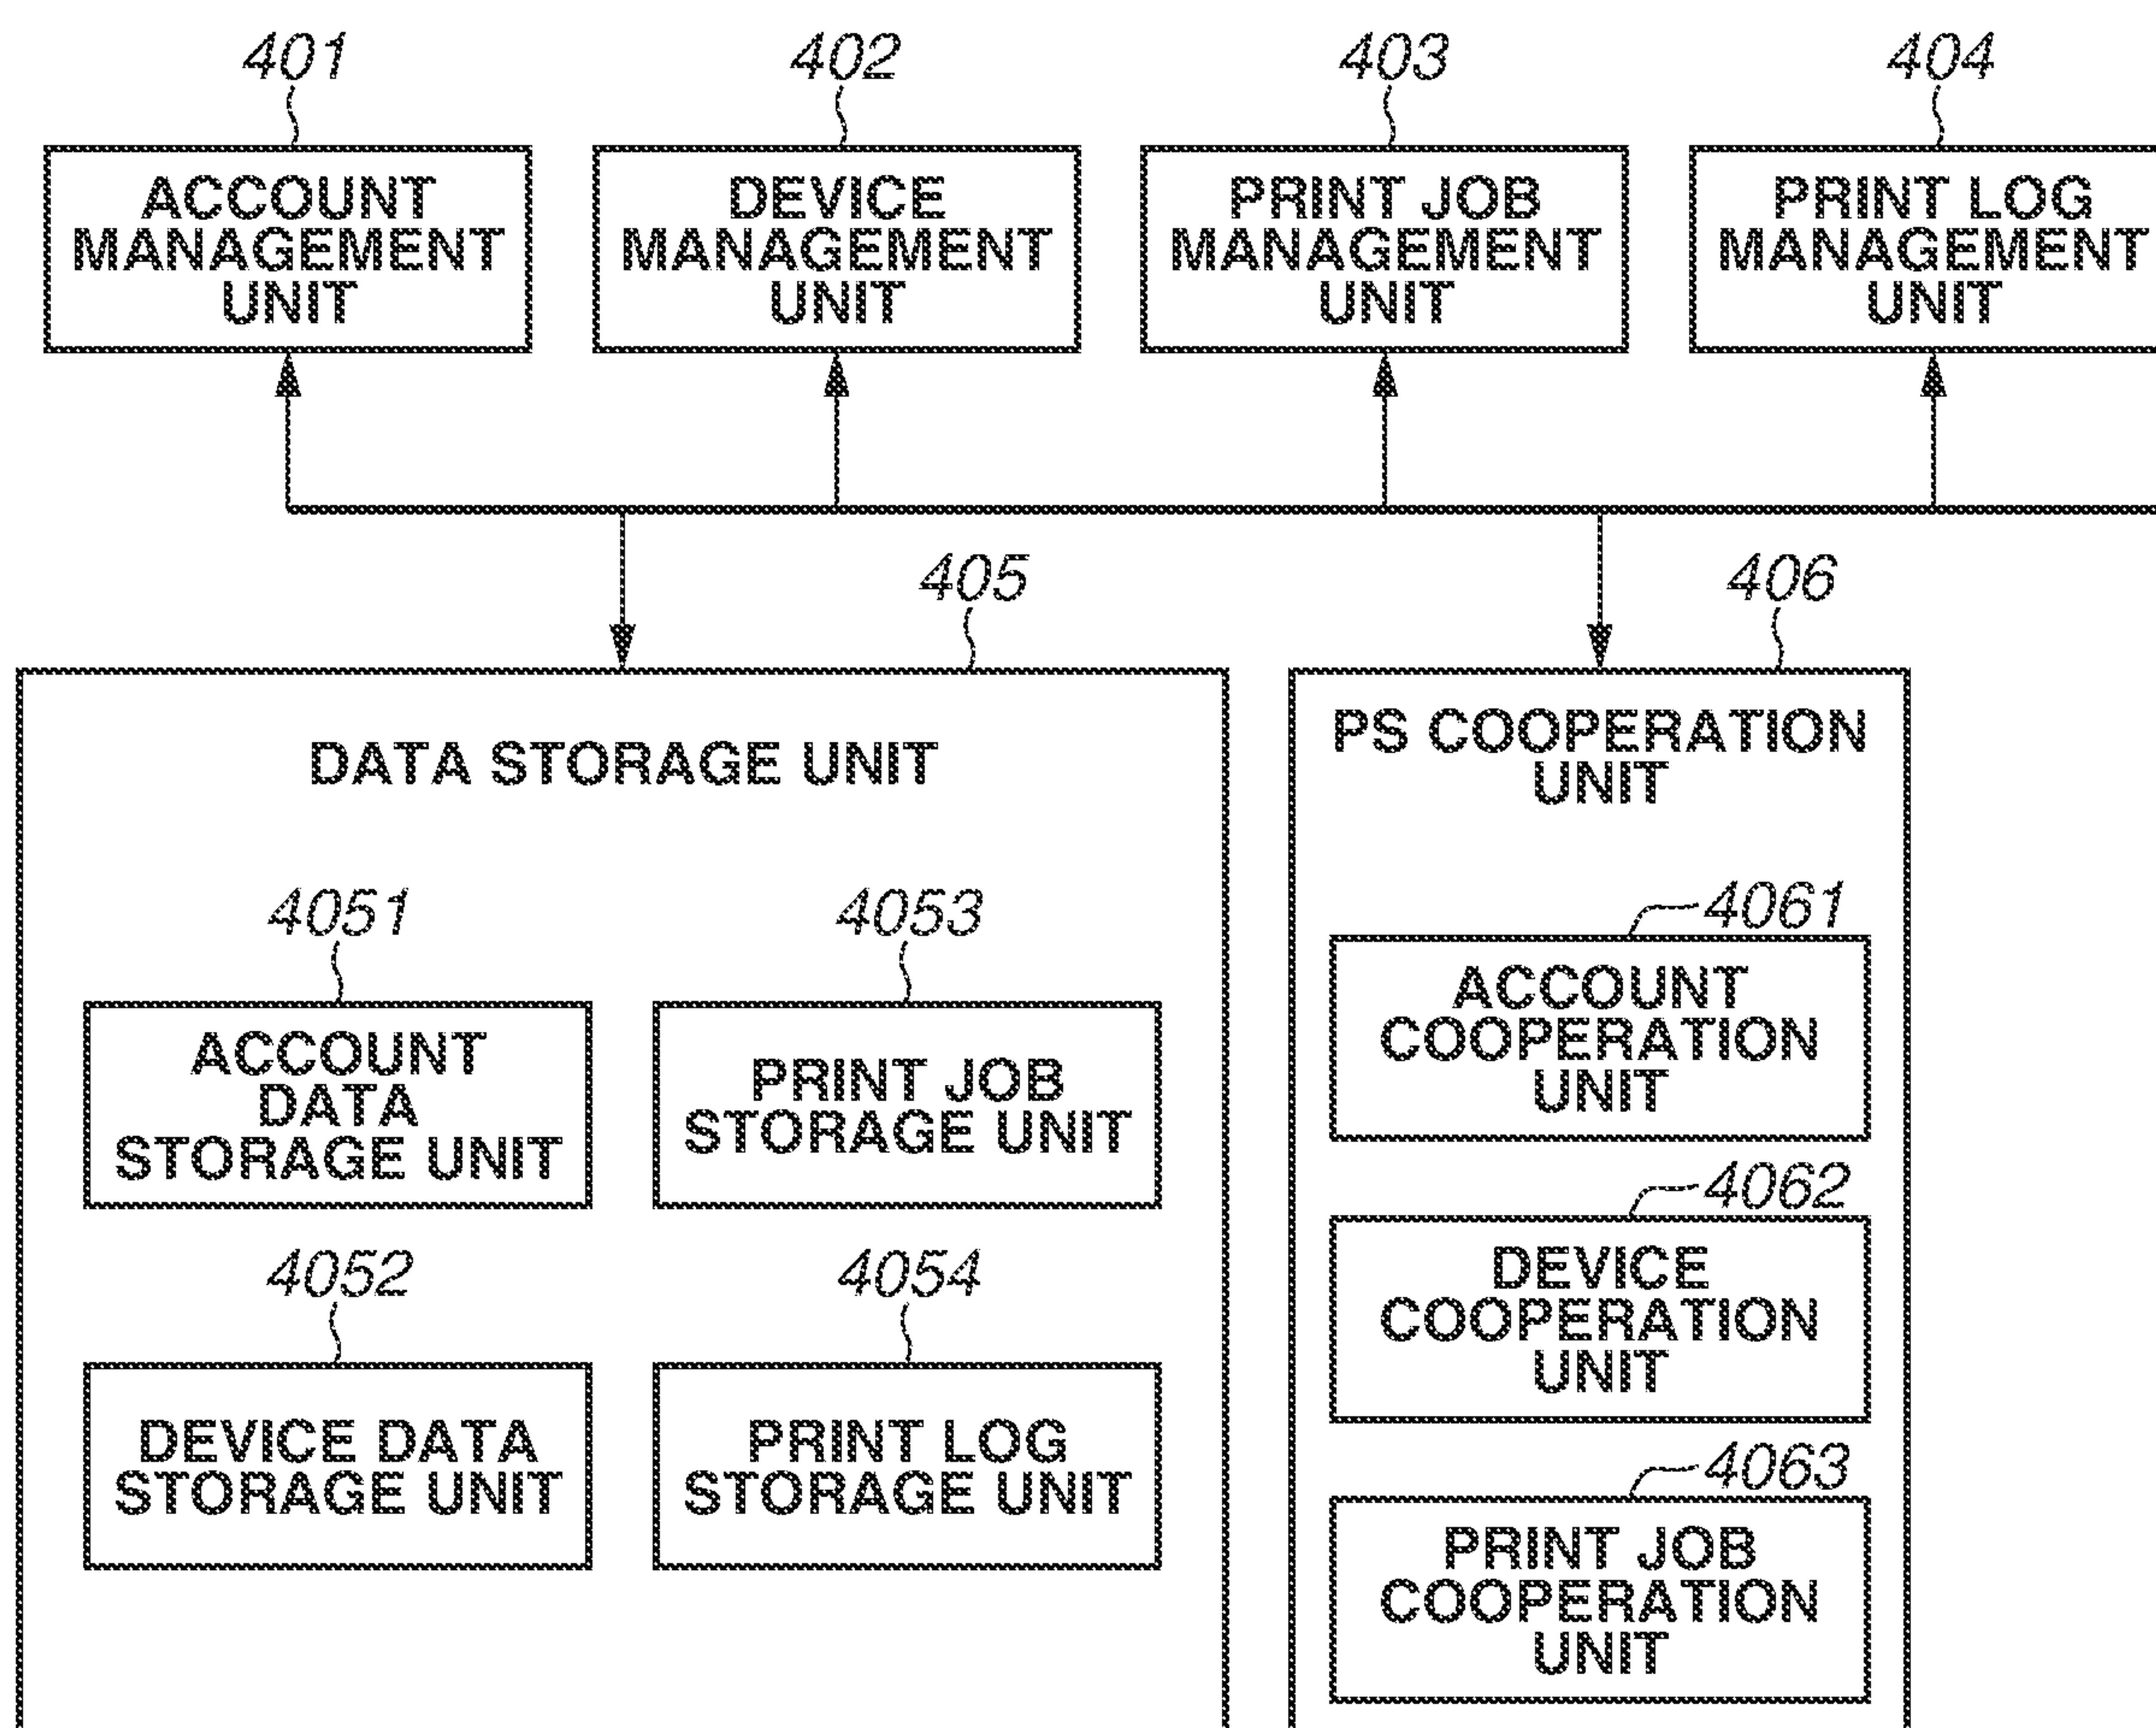 401
402
403
404
ACCOUNT
MANAGEMENT
UNIT
DEVICE
MANAGEMENT
UNIT
PRINT JOB
MANAGEMENT
UNIT
PRINT LOG
MANAGEMENT
UNIT
405
DATA STORAGE UNIT
4051
ACCOUNT
DATA
STORAGE UNIT
4053
PRINT JOB
STORAGE UNIT
4052
DEVICE DATA
STORAGE UNIT
4054
PRINT LOG
STORAGE UNIT
406
PS COOPERATION
UNIT
4061
ACCOUNT
COOPERATION
UNIT
4062
DEVICE
COOPERATION
UNIT
4063
PRINT JOB
COOPERATION
UNIT